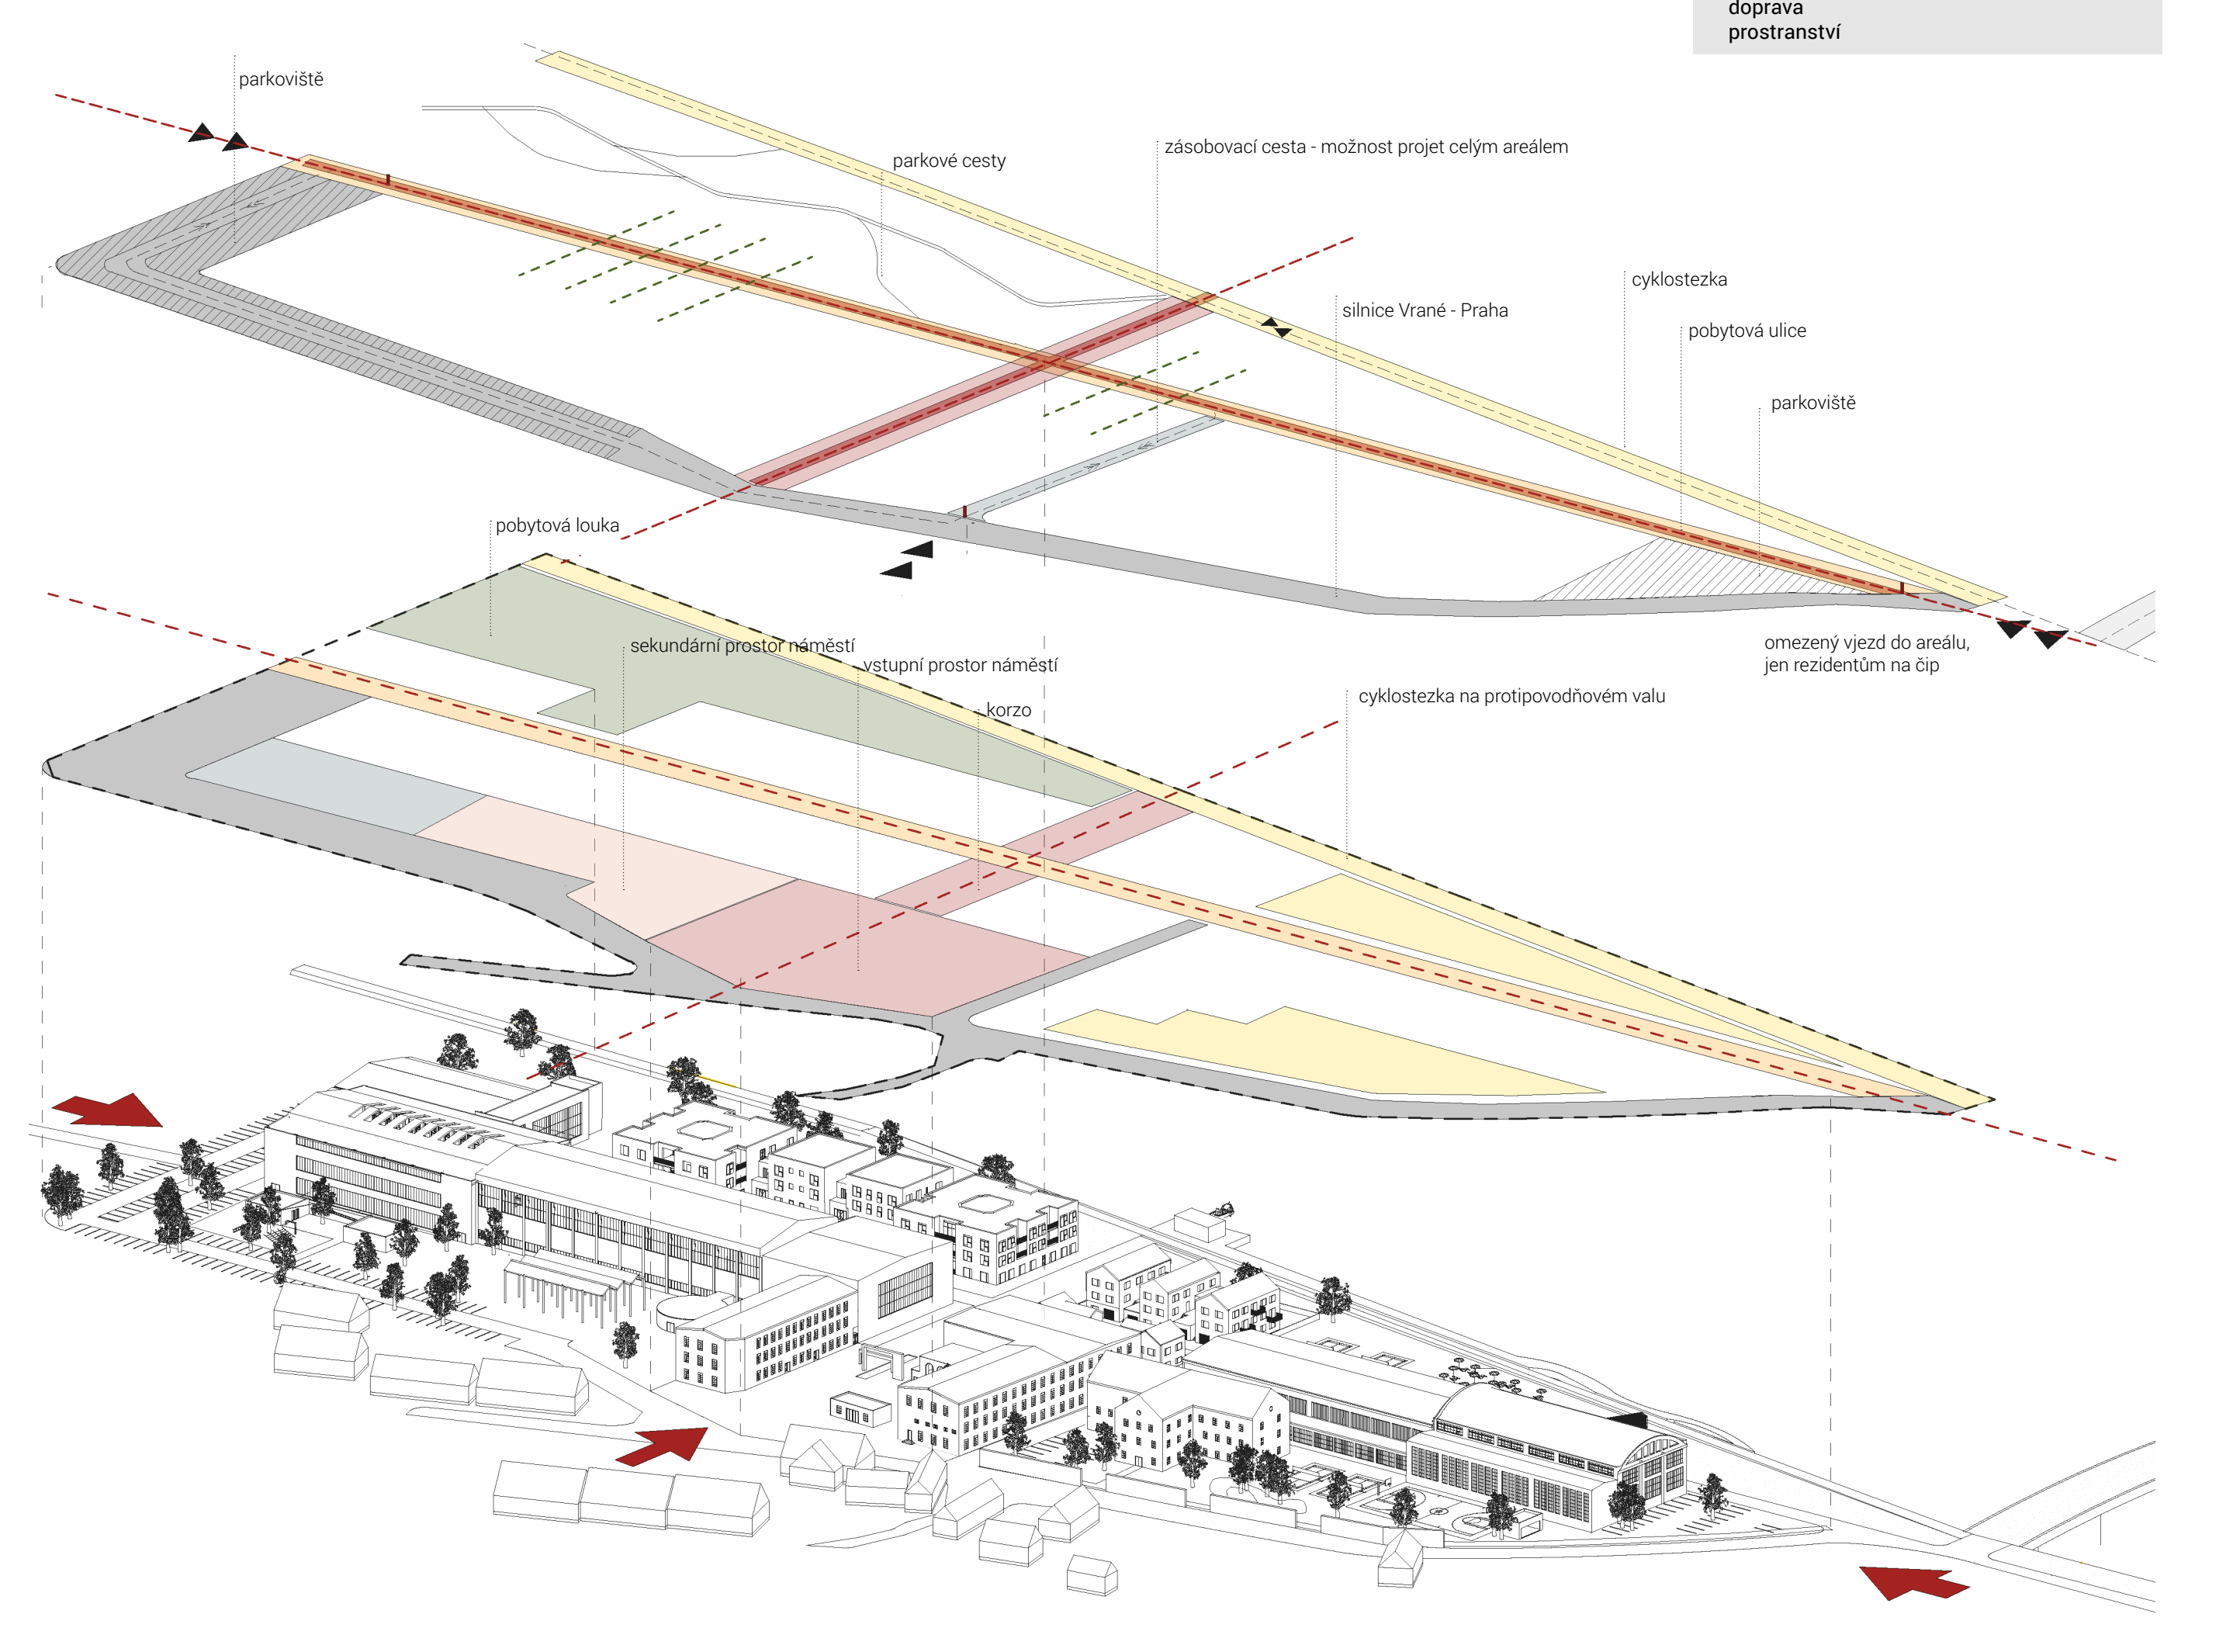 doprava
prostranství
parkoviště
zásobovací cesta - možnost projet celým areálem
parkové cesty
cyklostezka
silnice Vrané - Praha
pobytová ulice
parkoviště
pobytová louka
sekundární prostor náměstí
vstupní prostor náměstí
omezený vjezd do areálu,
jen rezidentům na čip
cyklostezka na protipovodňovém valu
korzo